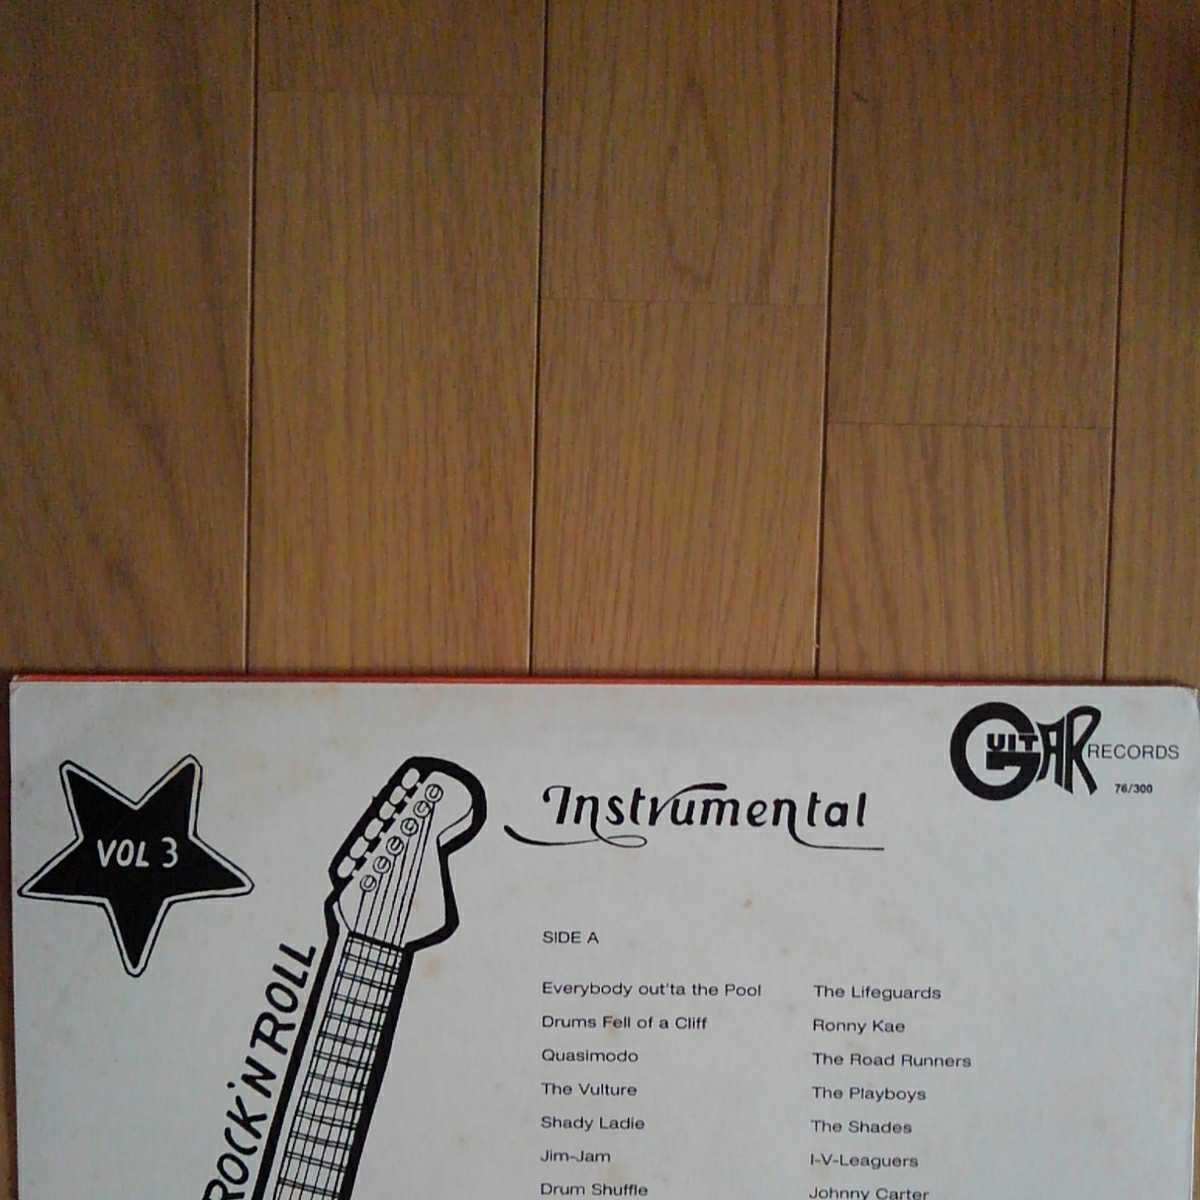 GUITAR RECORDS
76/300
Instrumental
VOL 3
ROCK'N'ROLL
SIDE A
Everybody out'ta the Pool The Lifeguards
Drums Fell of a Cliff Ronny Kae
Quasimodo The Road Runners
The Vulture The Playboys
Shady Ladie The Shades
Jim-Jam I-V-Leaguers
Drum Shuffle Johnny Carter